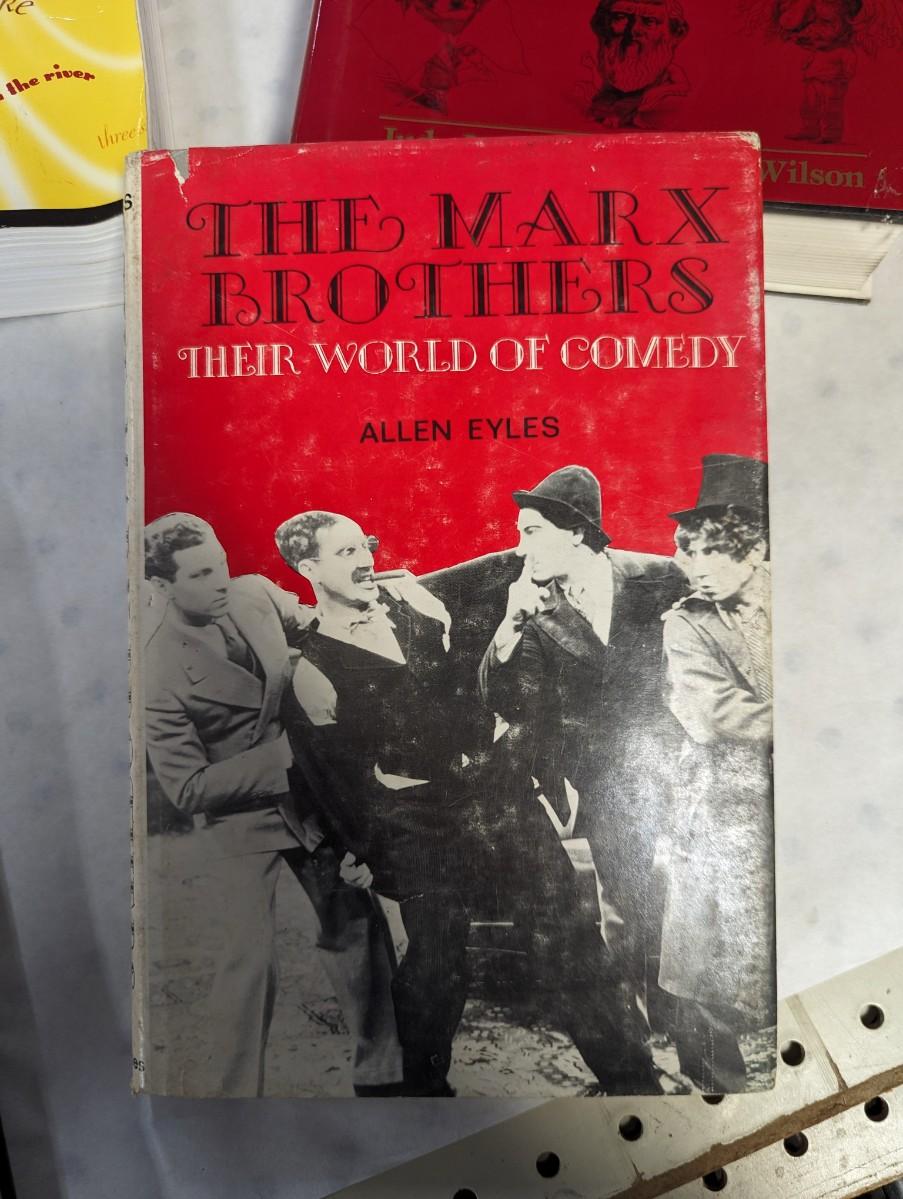 the river
three
Wilson
THE MARX
BROTHERS
THEIR WORLD OF COMEDY
ALLEN EYLES